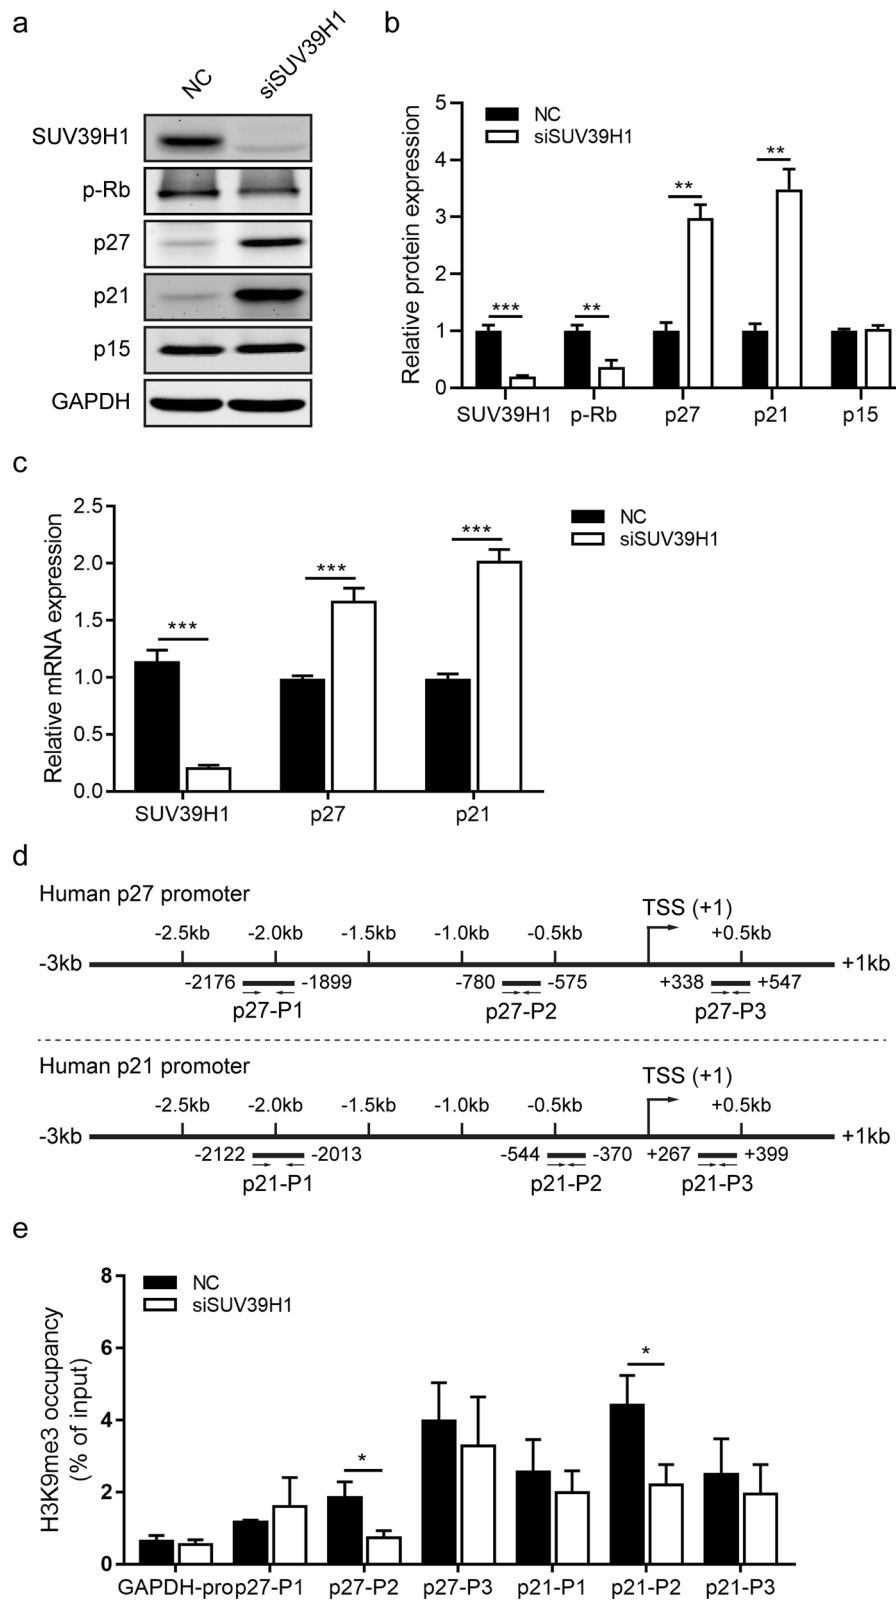 a
NC
siSUV39H1
SUV39H1
p-Rb
p27
p21
p15
GAPDH
b
Relative protein expression
5
4
3
2
1
0
NC
siSUV39H1
***
**
**
**
SUV39H1 p-Rb p27 p21 p15
c
Relative mRNA expression
2.5
2.0
1.5
1.0
0.5
0.0
NC
siSUV39H1
***
***
***
SUV39H1 p27 p21
d
Human p27 promoter
TSS (+1)
-2.5kb -2.0kb -1.5kb -1.0kb -0.5kb +0.5kb
-3kb +1kb
-2176 -1899 -780 -575 +338 +547
p27-P1 p27-P2 p27-P3
Human p21 promoter
TSS (+1)
-2.5kb -2.0kb -1.5kb -1.0kb -0.5kb +0.5kb
-3kb +1kb
-2122 -2013 -544 -370 +267 +399
p21-P1 p21-P2 p21-P3
e
H3K9me3 occupancy
(% of input)
8
6
4
2
0
NC
siSUV39H1
*
*
GAPDH-pro p27-P1 p27-P2 p27-P3 p21-P1 p21-P2 p21-P3